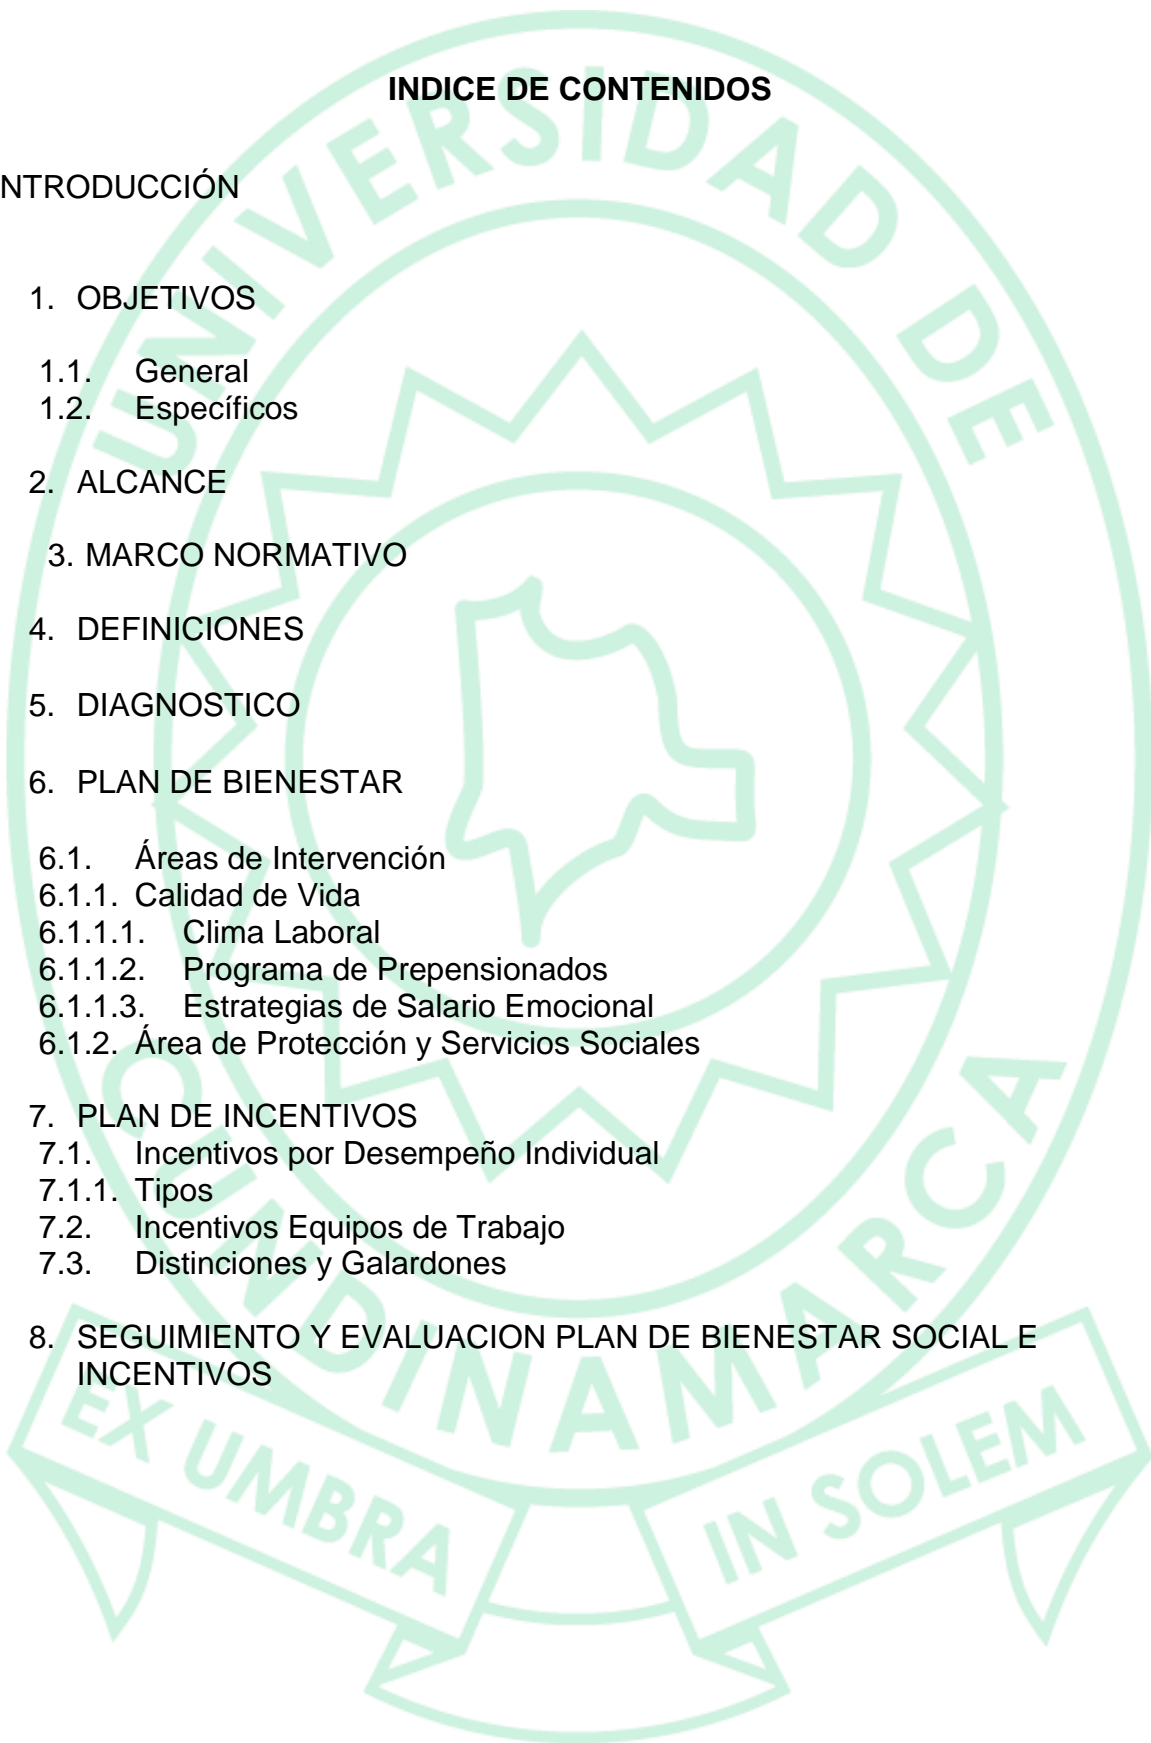 INDICE DE CONTENIDOS
NTRODUCCIÓN
1. OBJETIVOS
1.1. General
1.2. Específicos
2. ALCANCE
3. MARCO NORMATIVO
4. DEFINICIONES
5. DIAGNOSTICO
6. PLAN DE BIENESTAR
6.1. Áreas de Intervención
6.1.1. Calidad de Vida
6.1.1.1. Clima Laboral
6.1.1.2. Programa de Prepensionados
6.1.1.3. Estrategias de Salario Emocional
6.1.2. Área de Protección y Servicios Sociales
7. PLAN DE INCENTIVOS
7.1. Incentivos por Desempeño Individual
7.1.1. Tipos
7.2. Incentivos Equipos de Trabajo
7.3. Distinciones y Galardones
8. SEGUIMIENTO Y EVALUACION PLAN DE BIENESTAR SOCIAL E
INCENTIVOS
UNIVERSIDAD DE
CUNDINAMARCA
EX UMBRA
IN SOLEM